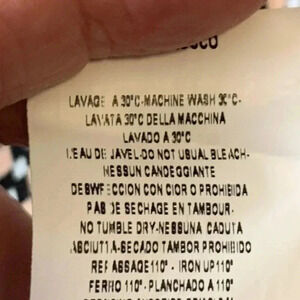 LAVAGE A 30°C-MACHINE WASH 30°C-
LAVATA 30°C DELLA MACCHINA
LAVADO A 30°C
L'EAU DE JAVEL-DO NOT USUAL BLEACH-
NESSUN CANDEGGIANTE
CON CIOR O PROHIBIDA
PAS DE SECHAGE EN TAMBOUR-
NO TUMBLE DRY-NESSUNA CADUTA
ASCIUTTA-SECADO TAMBOR PROHIBIDO
REPASSAGE 110°- IRON UP 110°
FERRO 110°-PLANCHADO A 110°